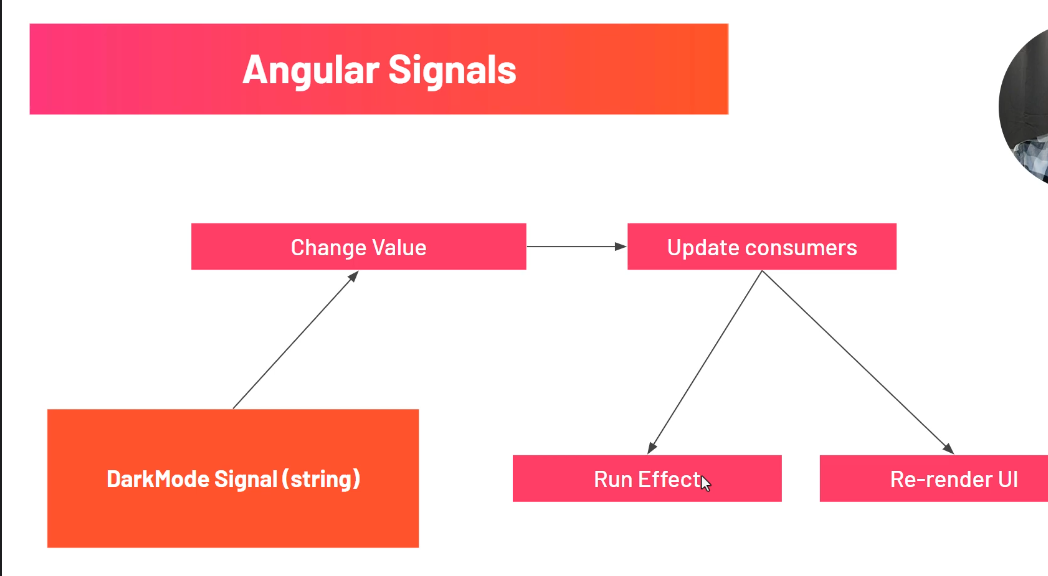 Angular Signals
Change Value
Update consumers
DarkMode Signal (string)
Run Effect
Re-render UI